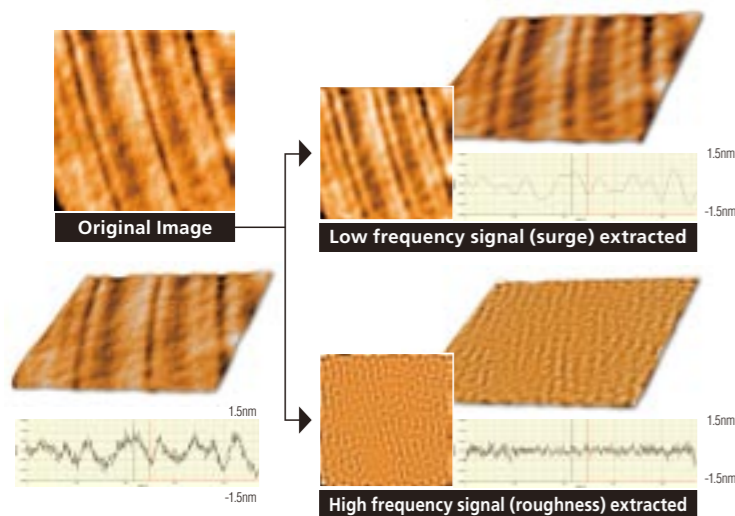 Original Image
1.5nm
-1.5nm
1.5nm
-1.5nm
Low frequency signal (surge) extracted
1.5nm
-1.5nm
High frequency signal (roughness) extracted